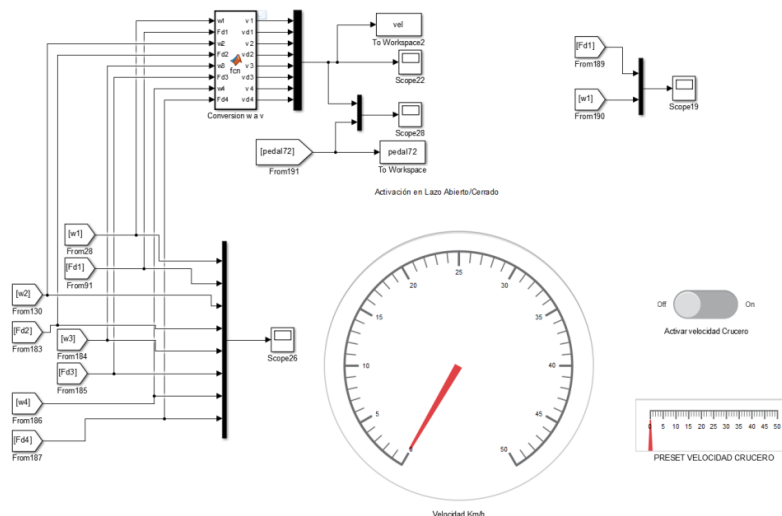 w1 v 1
Fd1 vd1
w2 v 2
Fd2 vd2
w3 v 3
fcn
Fd3 vd3
w4 v 4
Fd4 vd4
Conversion w a v
vel
To Workspace2
Scope22
Scope28
[pedal72]
From191
pedal72
To Workspace
[Fd1]
From189
[w1]
From190
Scope19
Activación en Lazo Abierto/Cerrado
[w1]
From28
[Fd1]
From91
[w2]
From130
[Fd2]
From183
[w3]
From184
[Fd3]
From185
[w4]
From186
[Fd4]
From187
Scope26
0
5
10
15
20
25
30
35
40
45
50
Velocidad Km/h
Off On
Activar velocidad Crucero
0 5 10 15 20 25 30 35 40 45 50
PRESET VELOCIDAD CRUCERO